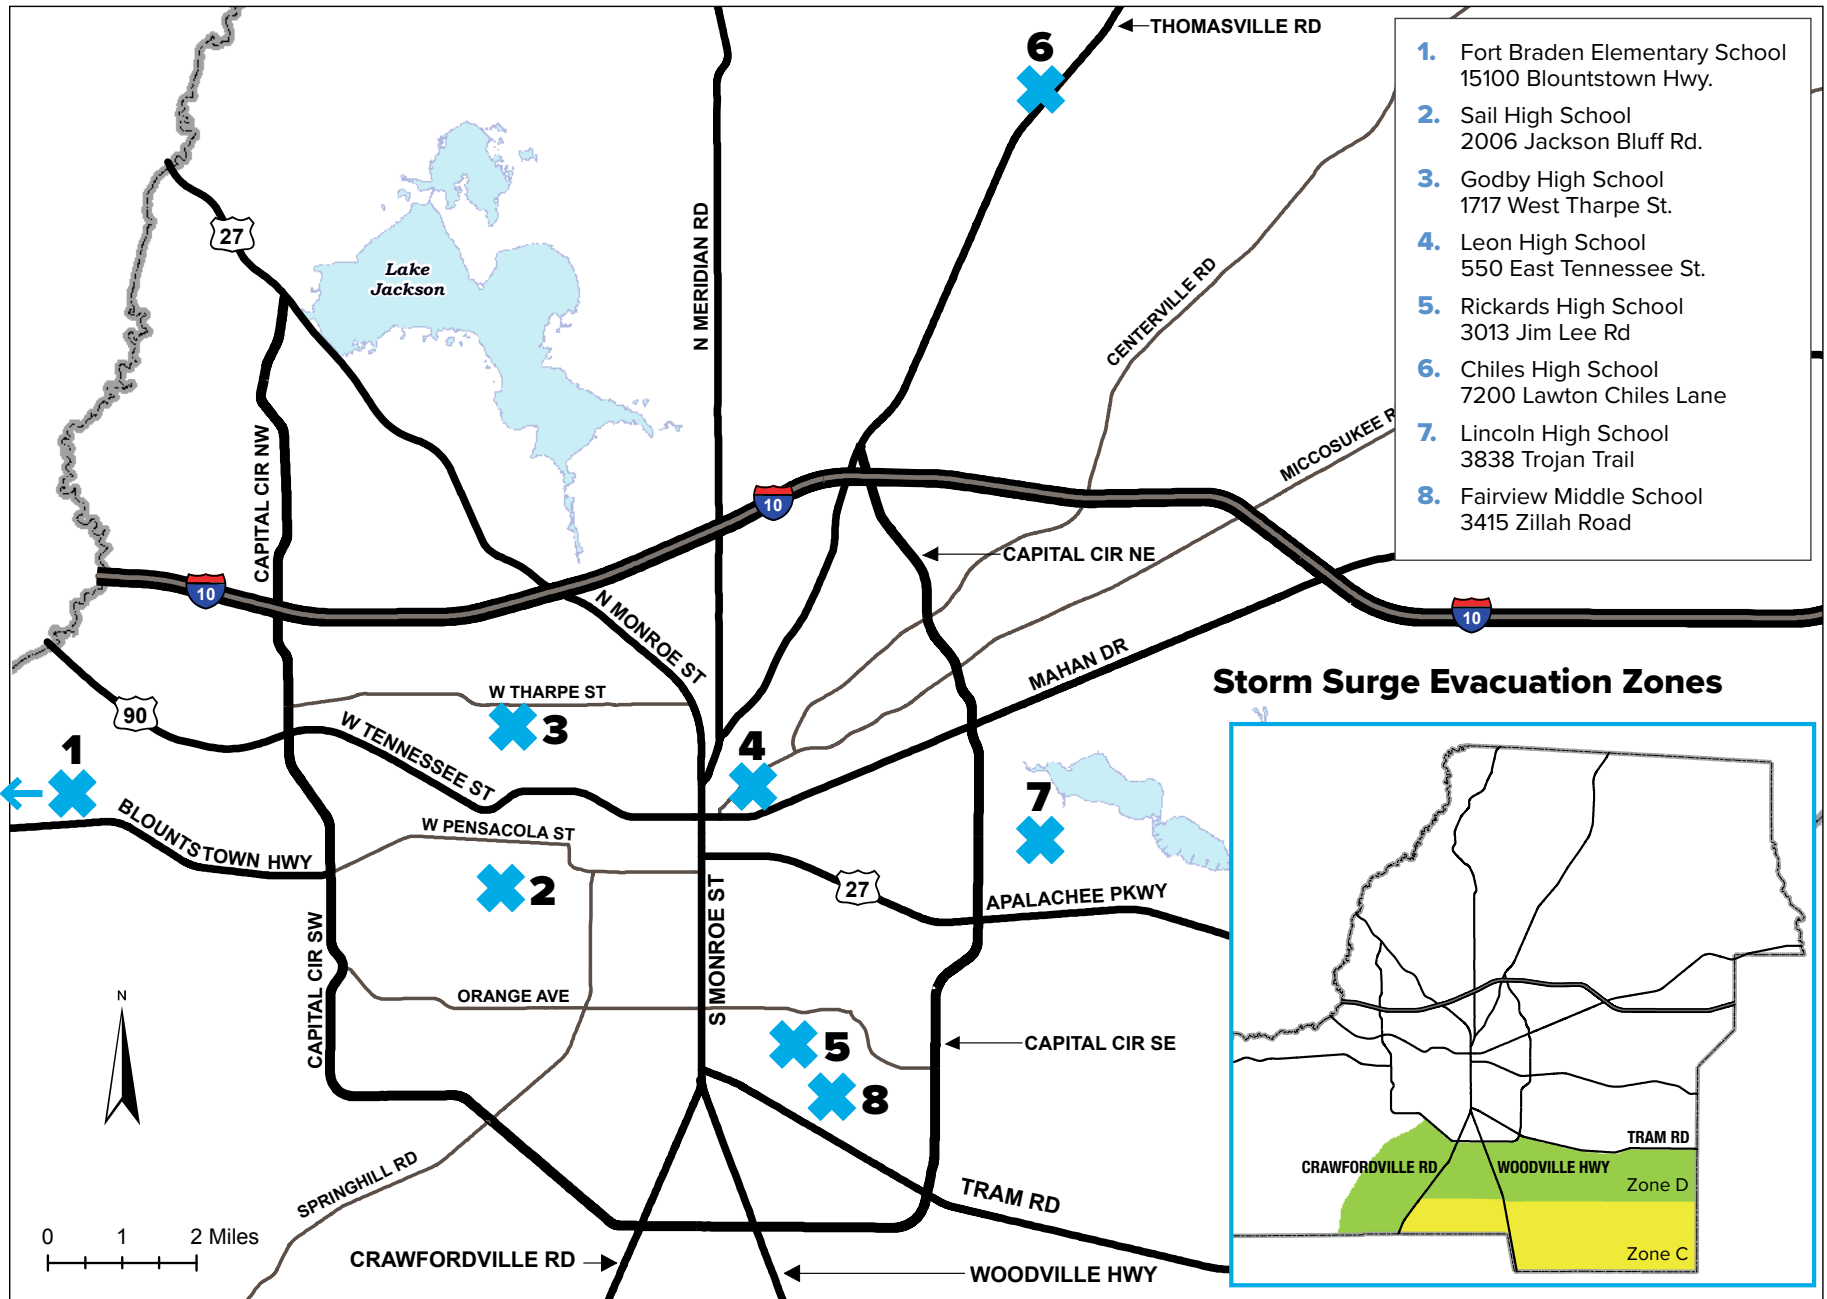 THOMASVILLE RD
6
1. Fort Braden Elementary School
15100 Blountstown Hwy.
2. Sail High School
2006 Jackson Bluff Rd.
3. Godby High School
1717 West Tharpe St.
4. Leon High School
550 East Tennessee St.
5. Rickards High School
3013 Jim Lee Rd
6. Chiles High School
7200 Lawton Chiles Lane
7. Lincoln High School
3838 Trojan Trail
8. Fairview Middle School
3415 Zillah Road
27
Lake
Jackson
N MERIDIAN RD
CENTERVILLE RD
MICCOSUKEE R
CAPITAL CIR NW
10
10
10
CAPITAL CIR NE
N MONROE ST
MAHAN DR
W THARPE ST
3
90
W TENNESSEE ST
1
4
7
BLOUNTSTOWN HWY
W PENSACOLA ST
2
27
APALACHEE PKWY
S MONROE ST
CAPITAL CIR SW
ORANGE AVE
N
5
CAPITAL CIR SE
8
SPRINGHILL RD
TRAM RD
0 1 2 Miles
CRAWFORDVILLE RD
WOODVILLE HWY
Storm Surge Evacuation Zones
TRAM RD
CRAWFORDVILLE RD
WOODVILLE HWY
Zone D
Zone C